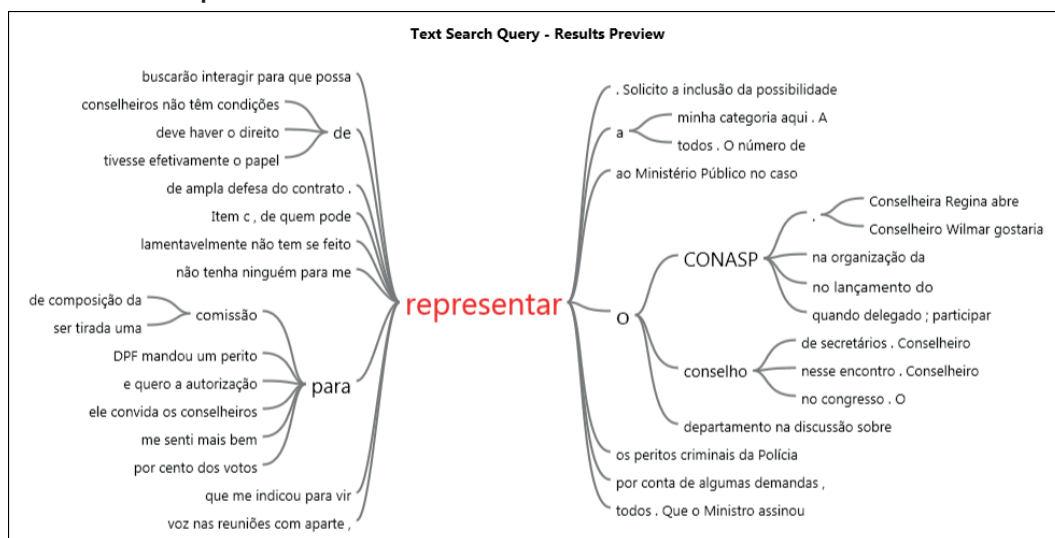 Text Search Query - Results Preview
buscarão interagir para que possa
conselheiros não têm condições
deve haver o direito
tivesse efetivamente o papel
de
de ampla defesa do contrato .
Item c , de quem pode
lamentavelmente não tem se feito
não tenha ninguém para me
de composição da
ser tirada uma
comissão
DPF mandou um perito
e quero a autorização
ele convida os conselheiros
me senti mais bem
por cento dos votos
para
que me indicou para vir
voz nas reuniões com aparte ,
representar
. Solicito a inclusão da possibilidade
a
minha categoria aqui . A
todos . O número de
ao Ministério Público no caso
O
CONASP
.
Conselheira Regina abre
Conselheiro Wilmar gostaria
na organização da
no lançamento do
quando delegado ; participar
conselho
de secretários . Conselheiro
nesse encontro . Conselheiro
no congresso . O
departamento na discussão sobre
os peritos criminais da Polícia
por conta de algumas demandas ,
todos . Que o Ministro assinou